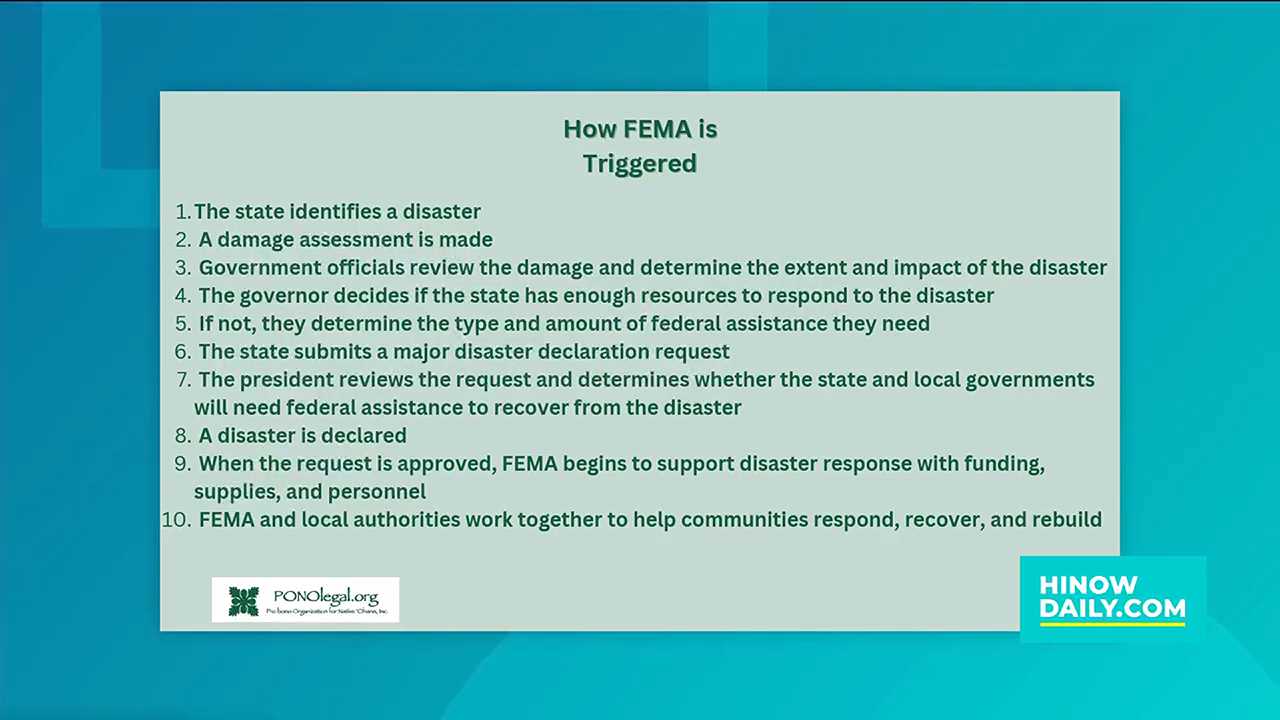 How FEMA is
Triggered
1. The state identifies a disaster
2. A damage assessment is made
3. Government officials review the damage and determine the extent and impact of the disaster
4. The governor decides if the state has enough resources to respond to the disaster
5. If not, they determine the type and amount of federal assistance they need
6. The state submits a major disaster declaration request
7. The president reviews the request and determines whether the state and local governments
will need federal assistance to recover from the disaster
8. A disaster is declared
9. When the request is approved, FEMA begins to support disaster response with funding,
supplies, and personnel
10. FEMA and local authorities work together to help communities respond, recover, and rebuild
PONOlegal.org
Pro bono Organization for Native 'Ohana, Inc.
HINOW
DAILY.COM